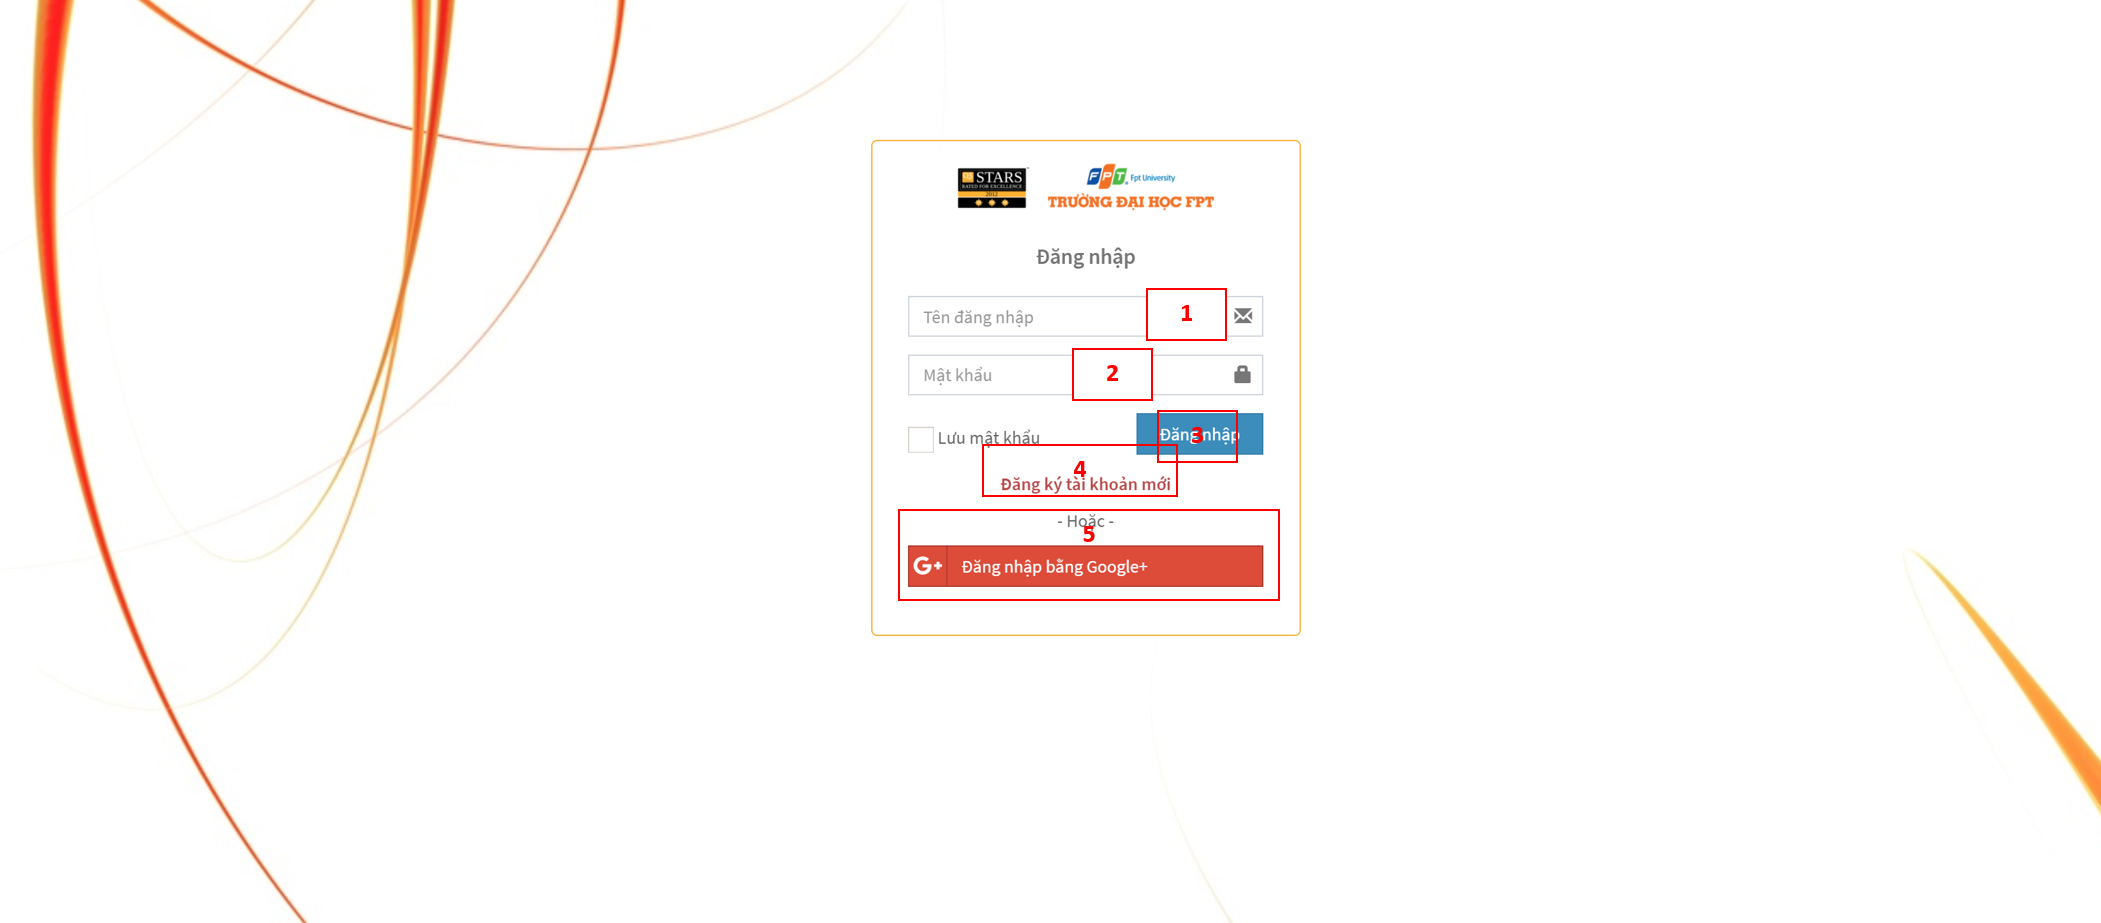 STARS
RATED FOR EXCELLENCE
2012
FPT Fpt University
TRƯỜNG ĐẠI HỌC FPT
Đăng nhập
Tên đăng nhập 1
Mật khẩu 2
Lưu mật khẩu
Đăng nhập 3
4
Đăng ký tài khoản mới
- Hoặc -
5
G+ Đăng nhập bằng Google+